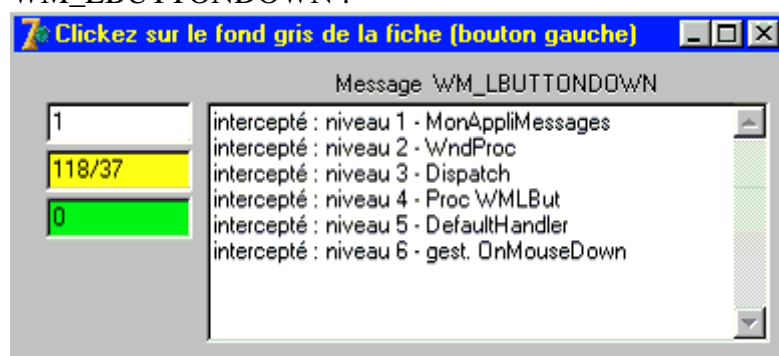 WM_LBUTTONDOWN :
Clickez sur le fond gris de la fiche (bouton gauche)
Message WM_LBUTTONDOWN
1
118/37
0
intercepté : niveau 1 - MonAppliMessages
intercepté : niveau 2 - WndProc
intercepté : niveau 3 - Dispatch
intercepté : niveau 4 - Proc WMLBut
intercepté : niveau 5 - DefaultHandler
intercepté : niveau 6 - gest. OnMouseDown